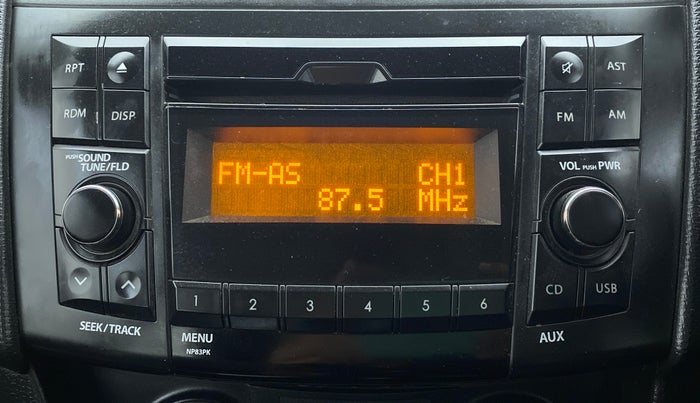 RPT
RDM
DISP
PUSH SOUND
TUNE/FLD
SEEK/TRACK
FM-AS CH1
87.5 MHz
1 2 3 4 5 6
MENU
NP83PK
AST
FM
AM
VOL PUSH PWR
CD
USB
AUX